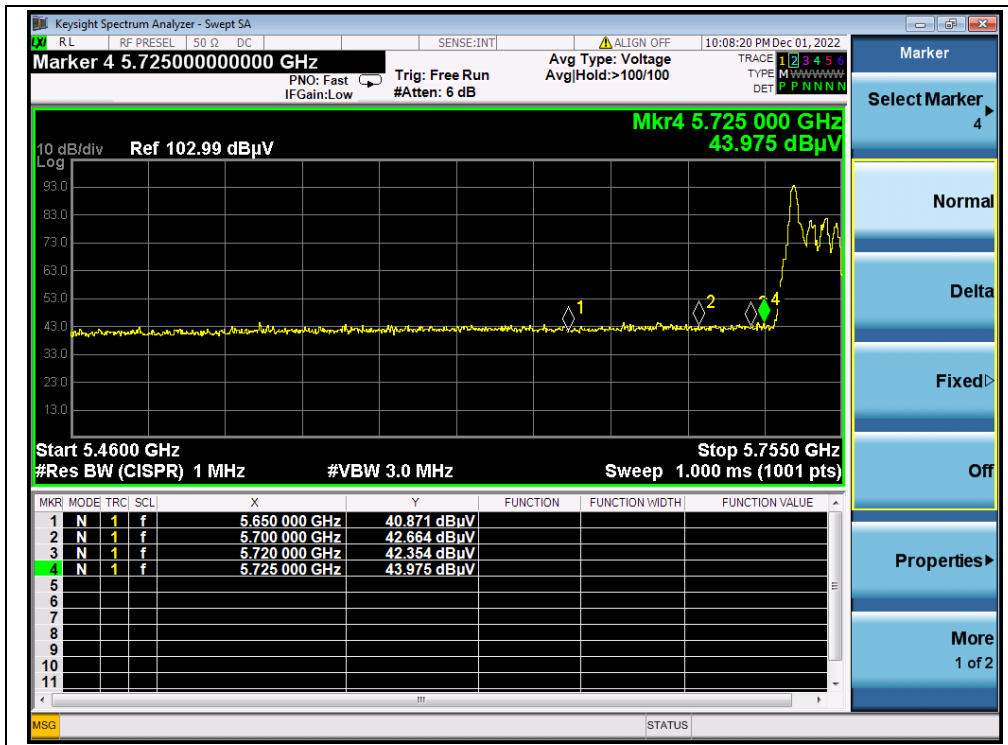 Keysight Spectrum Analyzer - Swept SA
LXI RL RF PRESEL 50 Ω DC SENSE:INT ALIGN OFF 10:08:20 PM Dec 01, 2022
Marker 4 5.725000000000 GHz
PNO: Fast
IFGain:Low
Trig: Free Run
#Atten: 6 dB
Avg Type: Voltage
Avg|Hold:>100/100
TRACE 1 2 3 4 5 6
TYPE M WWWWW
DET P P N N N N
Mkr4 5.725 000 GHz
43.975 dBµV
10 dB/div Ref 102.99 dBµV
Log
93.0
83.0
73.0
63.0
53.0
43.0
33.0
23.0
13.0
1
2
4
Start 5.4600 GHz Stop 5.7550 GHz
#Res BW (CISPR) 1 MHz #VBW 3.0 MHz Sweep 1.000 ms (1001 pts)
MKR MODE TRC SCL X Y FUNCTION FUNCTION WIDTH FUNCTION VALUE
1 N 1 f 5.650 000 GHz 40.871 dBµV
2 N 1 f 5.700 000 GHz 42.664 dBµV
3 N 1 f 5.720 000 GHz 42.354 dBµV
4 N 1 f 5.725 000 GHz 43.975 dBµV
5
6
7
8
9
10
11
MSG STATUS
Marker
Select Marker
4
Normal
Delta
Fixed
Off
Properties
More
1 of 2